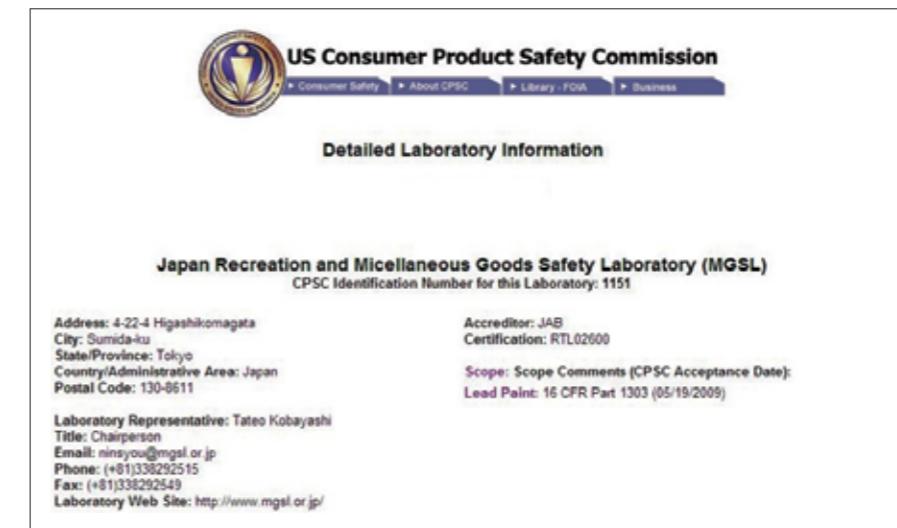 US Consumer Product Safety Commission
Consumer Safety
About CPSC
Library - FOIA
Business
Detailed Laboratory Information
Japan Recreation and Micellaneous Goods Safety Laboratory (MGSL)
CPSC Identification Number for this Laboratory: 1151
Address: 4-22-4 Higashikomagata
City: Sumida-ku
State/Province: Tokyo
Country/Administrative Area: Japan
Postal Code: 130-8611
Laboratory Representative: Tateo Kobayashi
Title: Chairperson
Email: ninsyou@mgsl.or.jp
Phone: (+81)338292515
Fax: (+81)338292549
Laboratory Web Site: http://www.mgsl.or.jp/
Accreditor: JAB
Certification: RTL02600
Scope: Scope Comments (CPSC Acceptance Date):
Lead Paint: 16 CFR Part 1303 (05/19/2009)